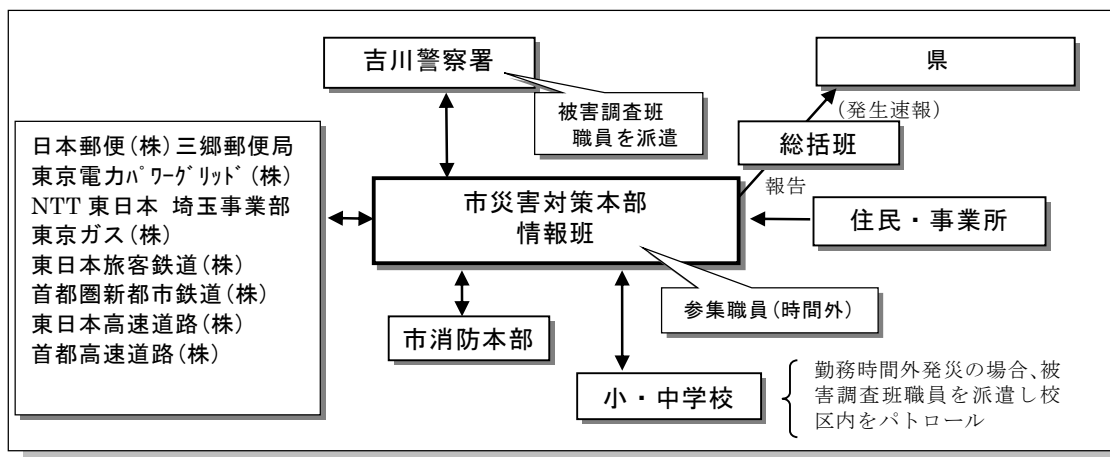 吉川警察署
県
被害調査班
職員を派遣
(発生速報)
総括班
報告
日本郵便(株)三郷郵便局
東京電力ﾊﾟﾜｰｸﾞﾘｯﾄﾞ(株)
NTT東日本 埼玉事業部
東京ガス(株)
東日本旅客鉄道(株)
首都圏新都市鉄道(株)
東日本高速道路(株)
首都高速道路(株)
市災害対策本部
情報班
住民・事業所
参集職員(時間外)
市消防本部
小・中学校
勤務時間外発災の場合、被
害調査班職員を派遣し校
区内をパトロール